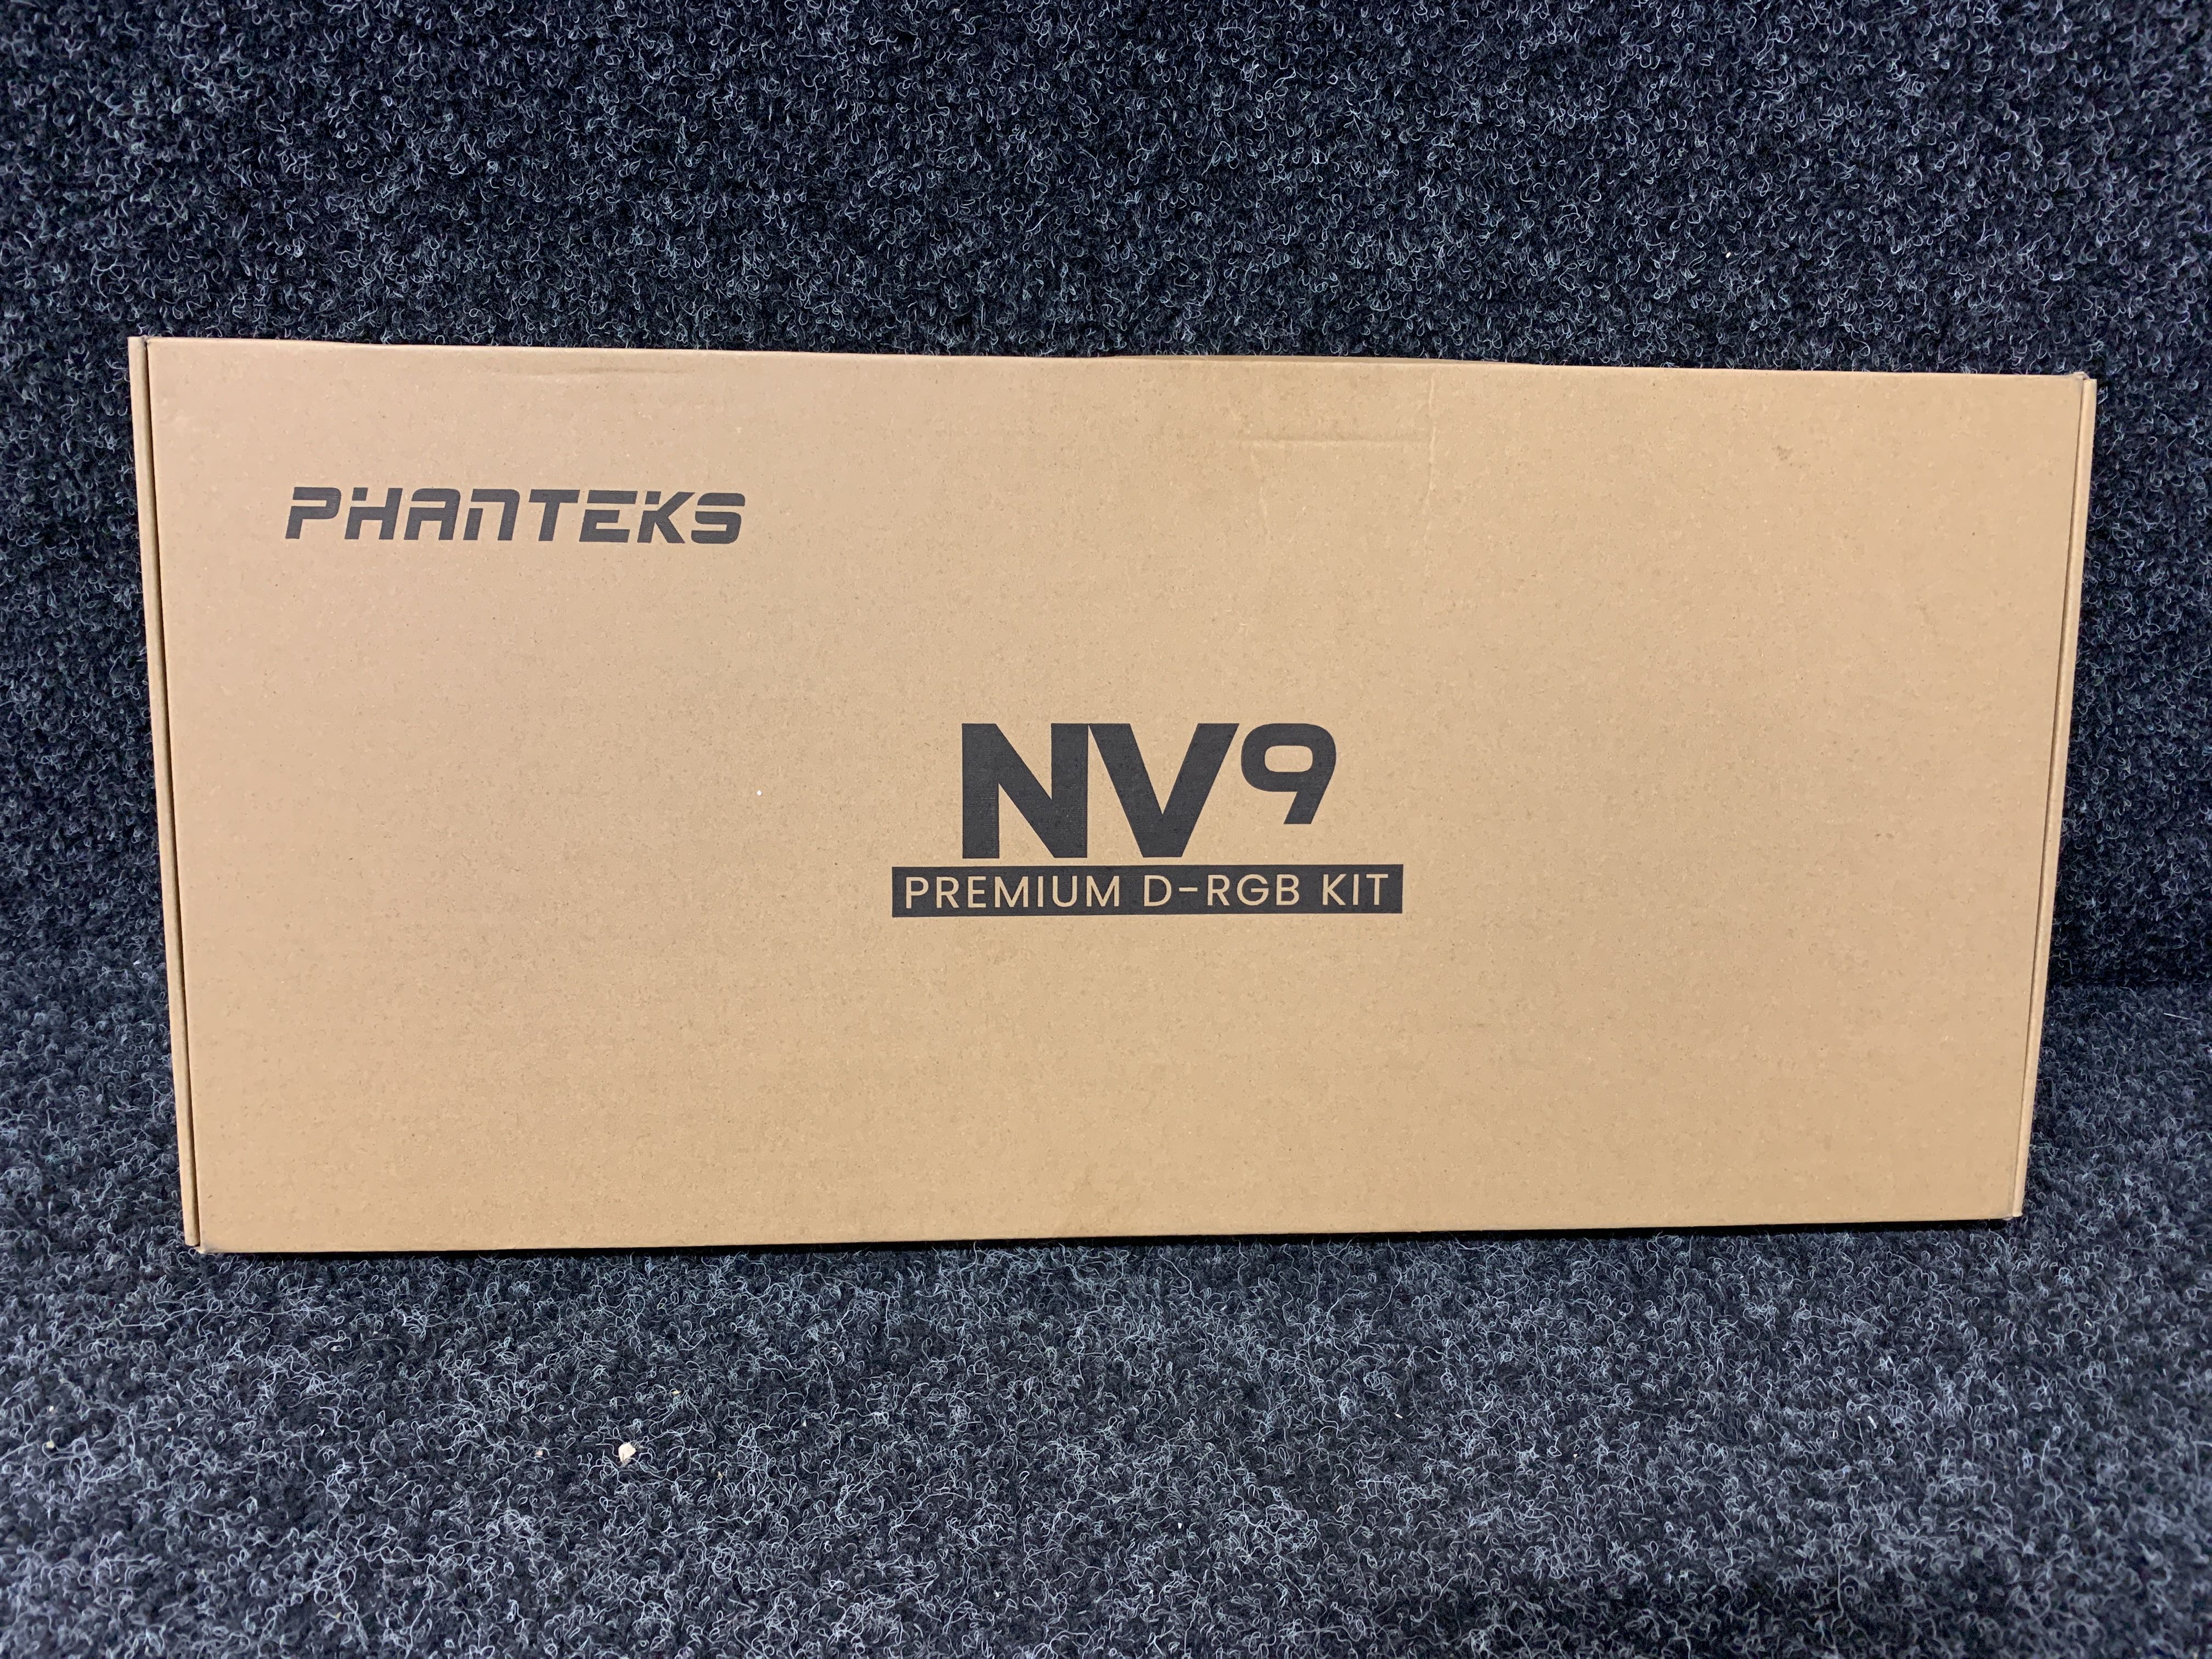 PHANTEKS
NV9
PREMIUM D-RGB KIT